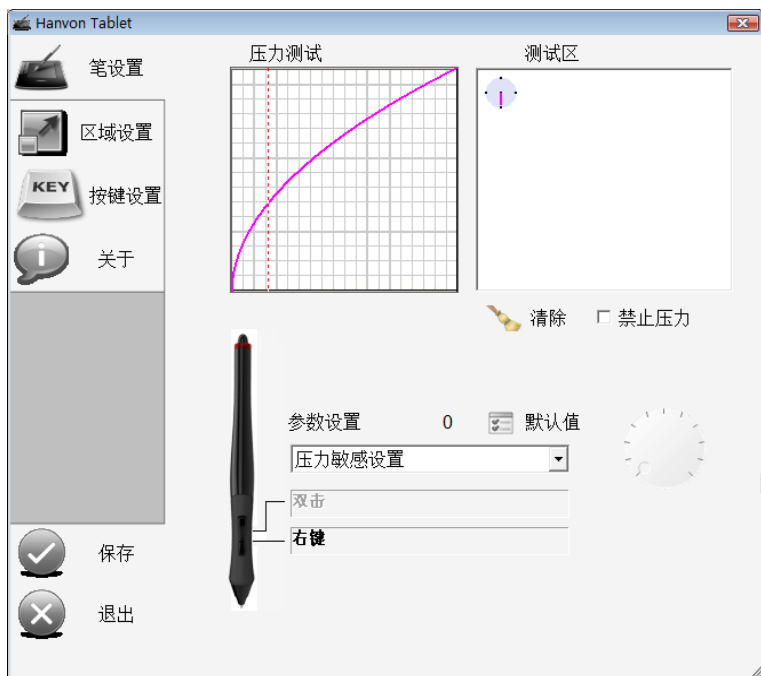 Hanvon Tablet
笔设置
区域设置
KEY
按键设置
关于
保存
退出
压力测试
测试区
清除
禁止压力
参数设置
0
默认值
压力敏感设置
双击
右键